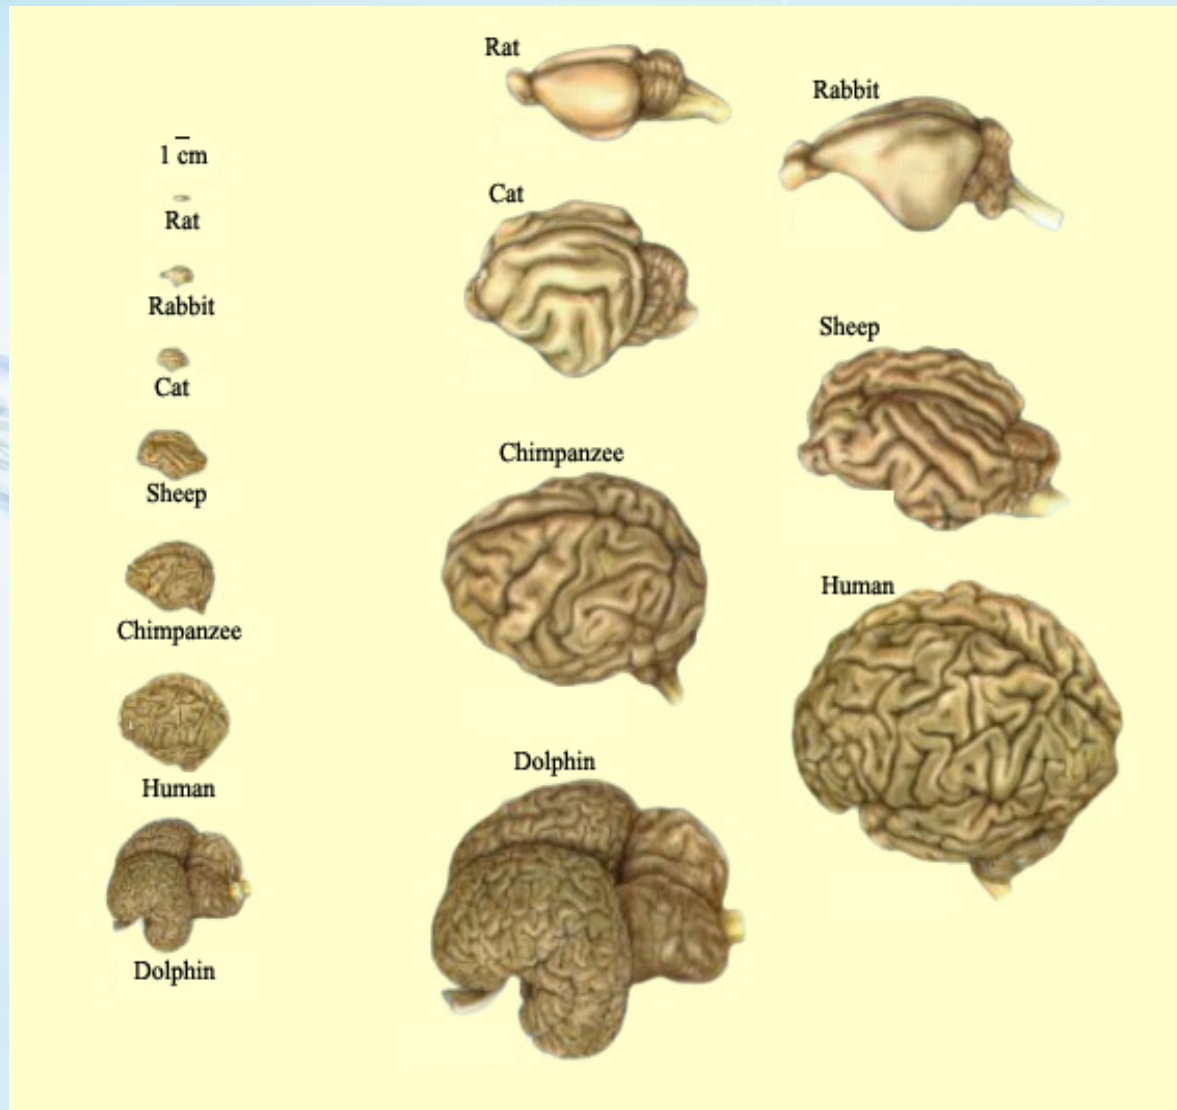 1 cm
Rat
Rabbit
Cat
Sheep
Chimpanzee
Human
Dolphin
Rat
Rabbit
Cat
Sheep
Chimpanzee
Human
Dolphin